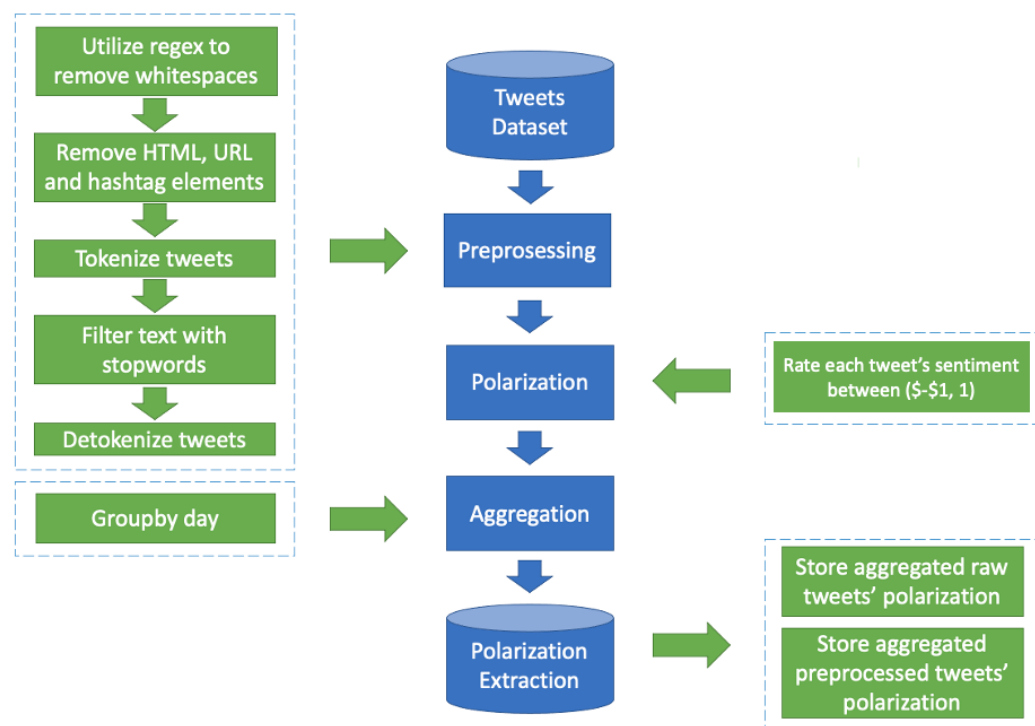 Utilize regex to
remove whitespaces
Remove HTML, URL
and hashtag elements
Tokenize tweets
Filter text with
stopwords
Detokenize tweets
Groupby day
Tweets
Dataset
Preprosessing
Polarization
Aggregation
Polarization
Extraction
Rate each tweet’s sentiment
between ($-$1, 1)
Store aggregated raw
tweets’ polarization
Store aggregated
preprocessed tweets’
polarization